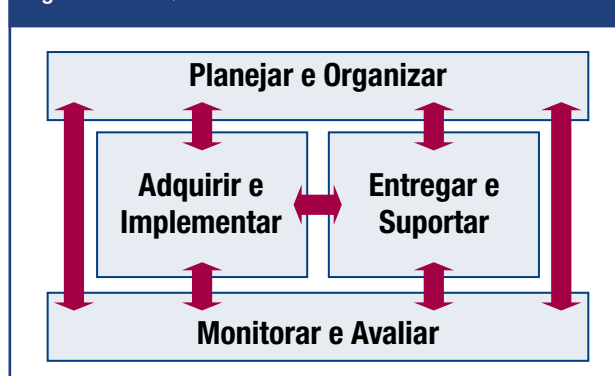 Planejar e Organizar
Adquirir e
Implementar
Entregar e
Suportar
Monitorar e Avaliar